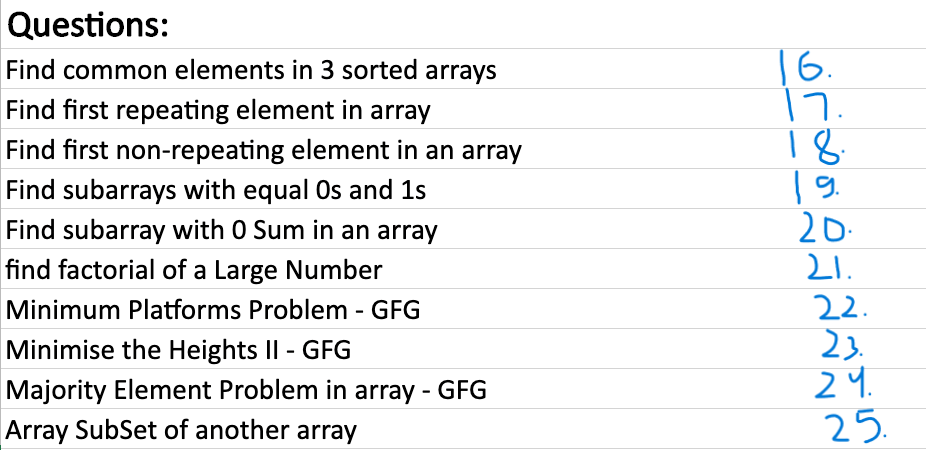 Questions:
Find common elements in 3 sorted arrays 16.
Find first repeating element in array 17.
Find first non-repeating element in an array 18.
Find subarrays with equal 0s and 1s 19.
Find subarray with 0 Sum in an array 20.
find factorial of a Large Number 21.
Minimum Platforms Problem - GFG 22.
Minimise the Heights II - GFG 23.
Majority Element Problem in array - GFG 24.
Array SubSet of another array 25.